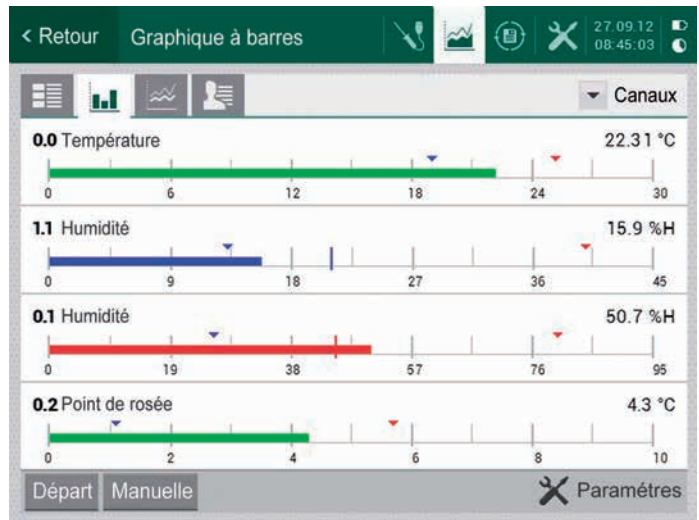 < Retour Graphique à barres 27.09.12
08:45:03
Canaux
0.0 Température 22.31 °C
0 6 12 18 24 30
1.1 Humidité 15.9 %H
0 9 18 27 36 45
0.1 Humidité 50.7 %H
0 19 38 57 76 95
0.2 Point de rosée 4.3 °C
0 2 4 6 8 10
Départ Manuelle Paramétres